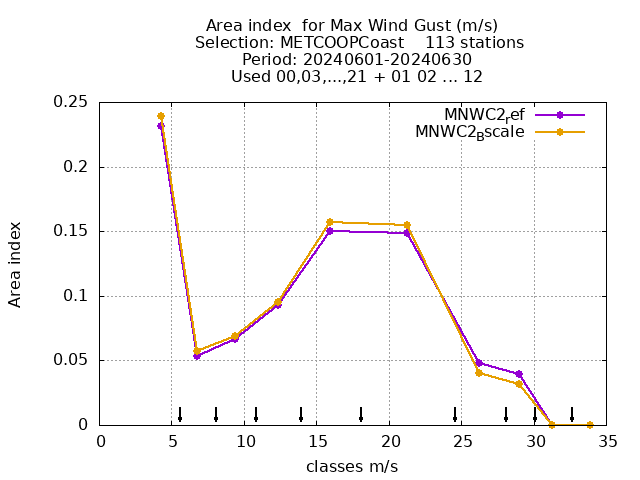 Area index  for Max Wind Gust (m/s)
Selection: METCOOPCoast    113 stations
Period: 20240601-20240630
Used 00,03,...,21 + 01 02 ... 12
MNWC2_ref
MNWC2_Bscale
0.25
0.2
0.15
0.1
0.05
0
Area index
0 5 10 15 20 25 30 35
classes m/s